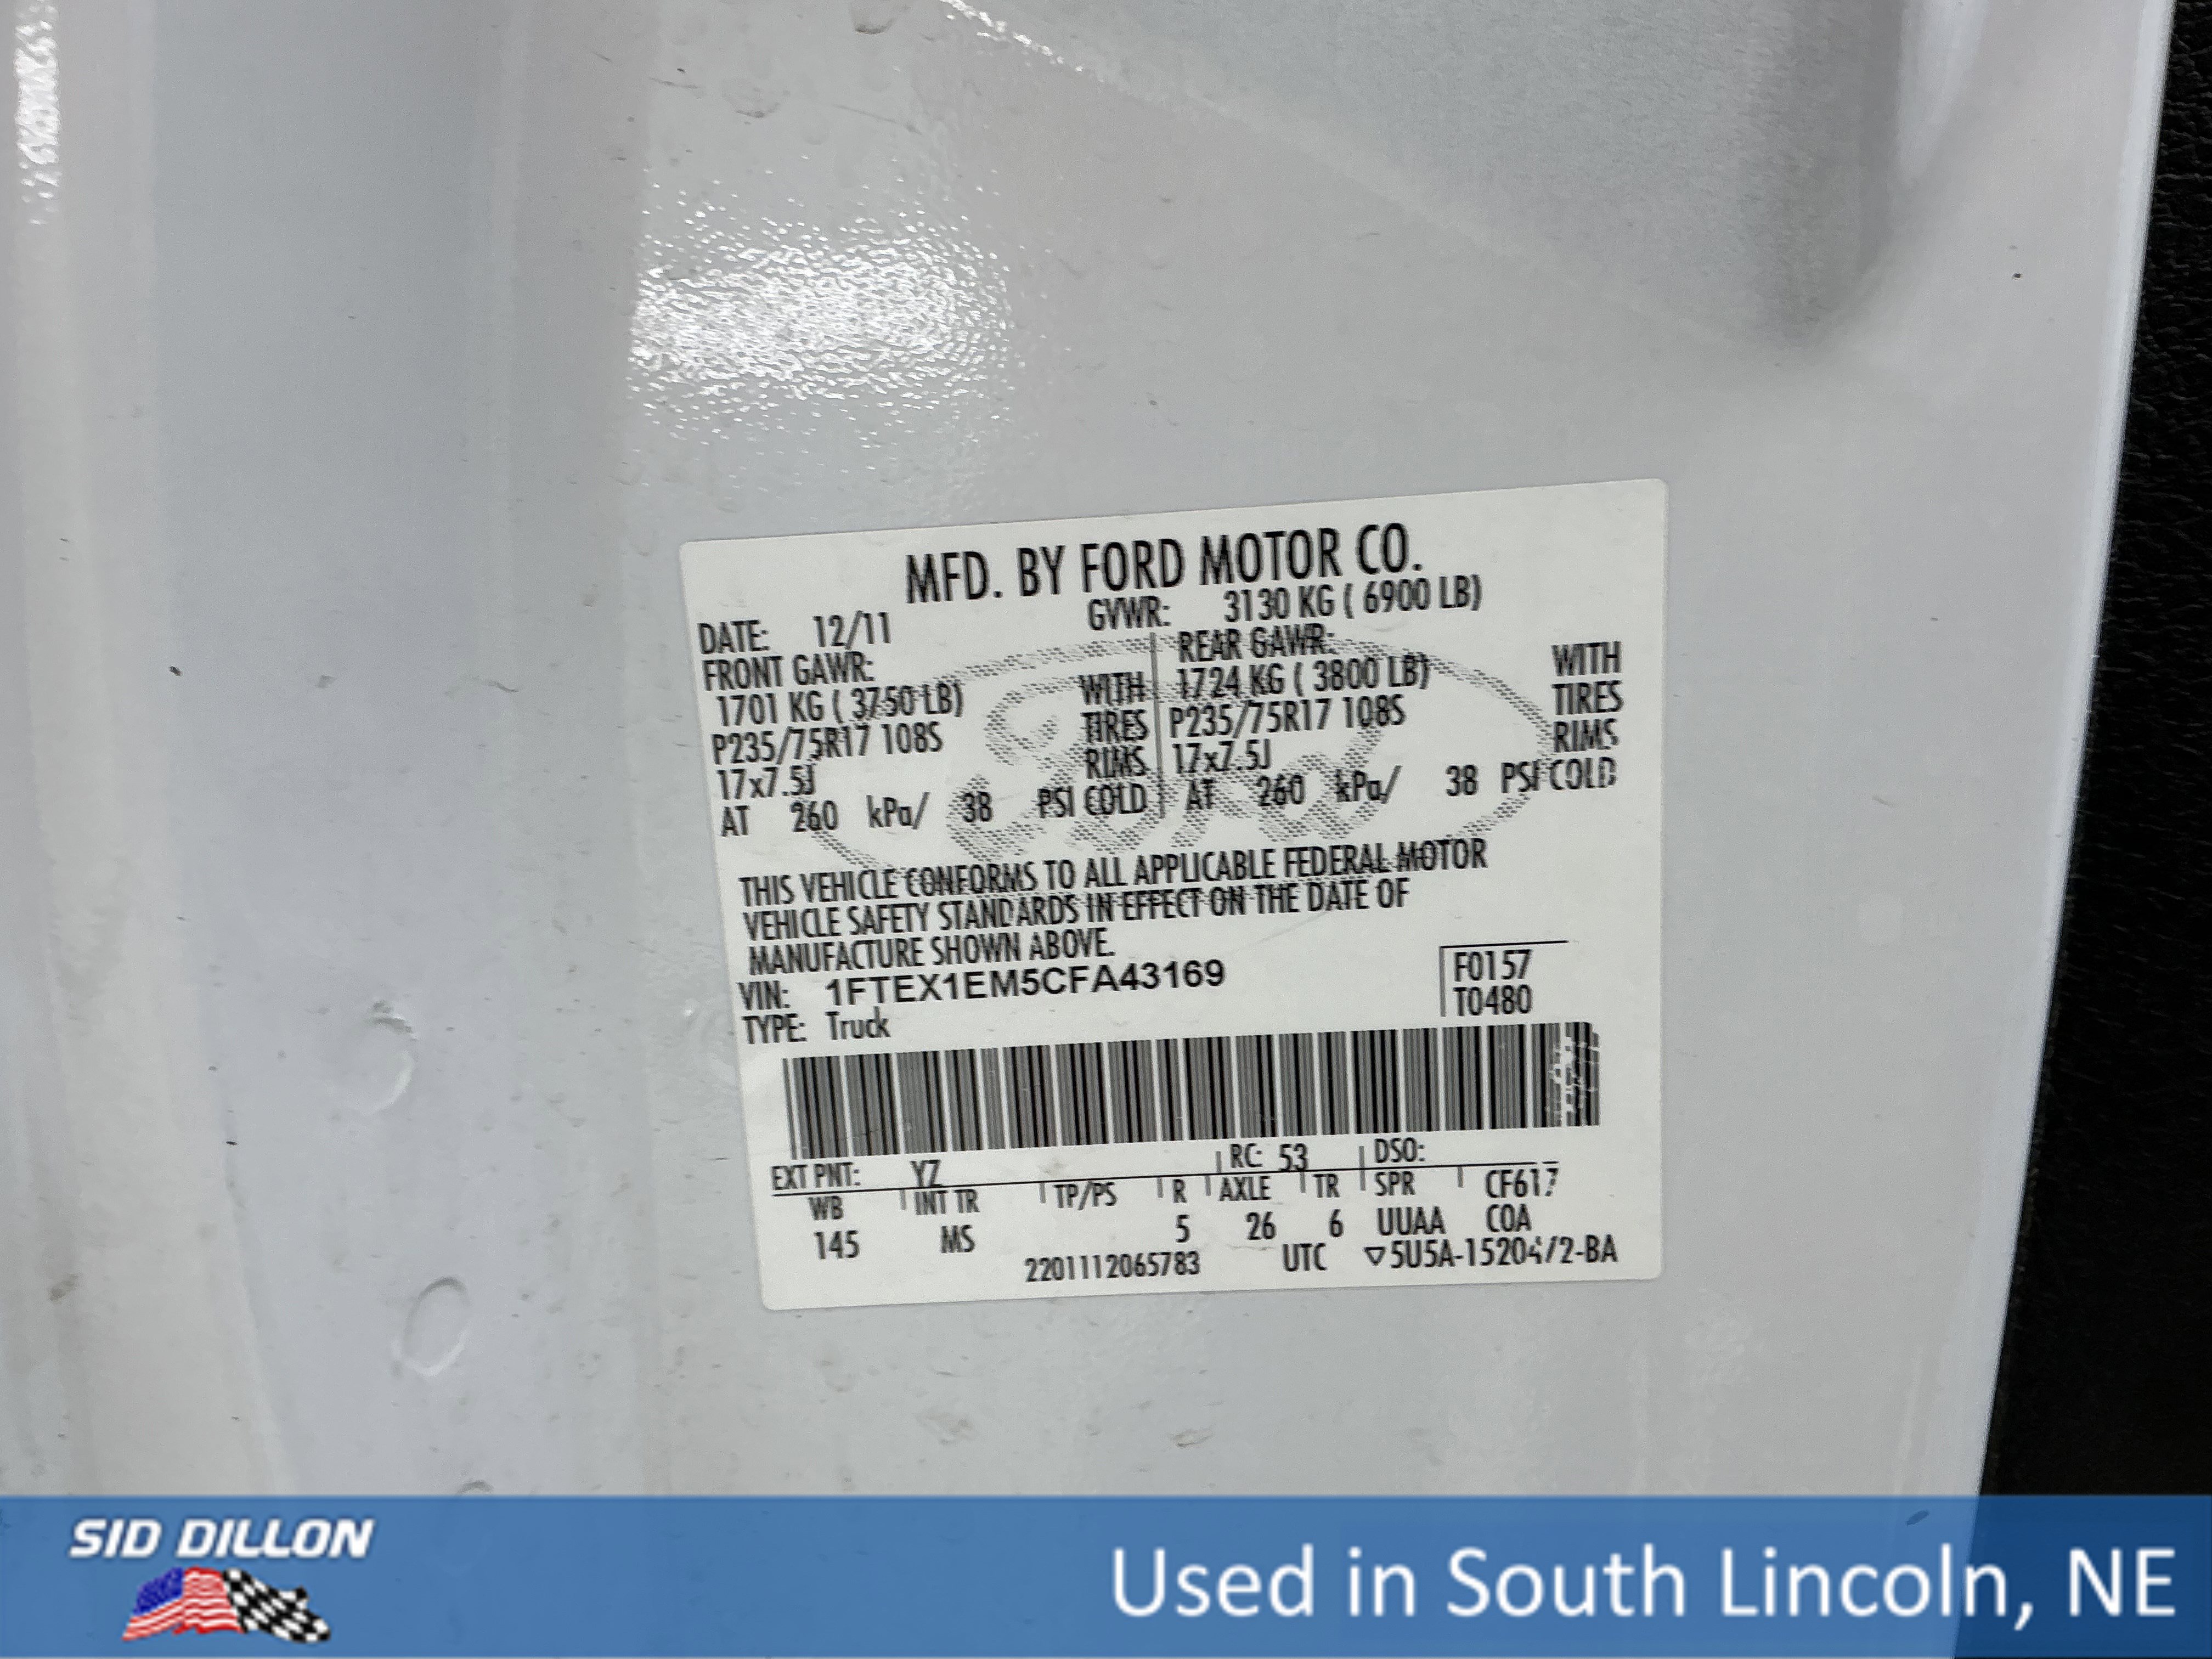 MFD. BY FORD MOTOR CO.
DATE: 12/11 GVWR: 3130 KG ( 6900 LB)
FRONT GAWR: REAR GAWR:
1701 KG ( 3750 LB) WITH 1724 KG ( 3800 LB) WITH
P235/75R17 108S TIRES P235/75R17 108S TIRES
17x7.5J RIMS 17x7.5J RIMS
AT 260 kPa/ 38 PSI COLD AT 260 kPa/ 38 PSI COLD
THIS VEHICLE CONFORMS TO ALL APPLICABLE FEDERAL MOTOR
VEHICLE SAFETY STANDARDS IN EFFECT ON THE DATE OF
MANUFACTURE SHOWN ABOVE.
VIN: 1FTEX1EM5CFA43169 F0157
TYPE: Truck T0480
EXT PNT: YZ RC: 53 DSO:
WB INT TR TP/PS R AXLE TR SPR CF617
145 MS 5 26 6 UUAA COA
2201112065783 UTC ▽5U5A-1520472-BA
SID DILLON
Used in South Lincoln, NE